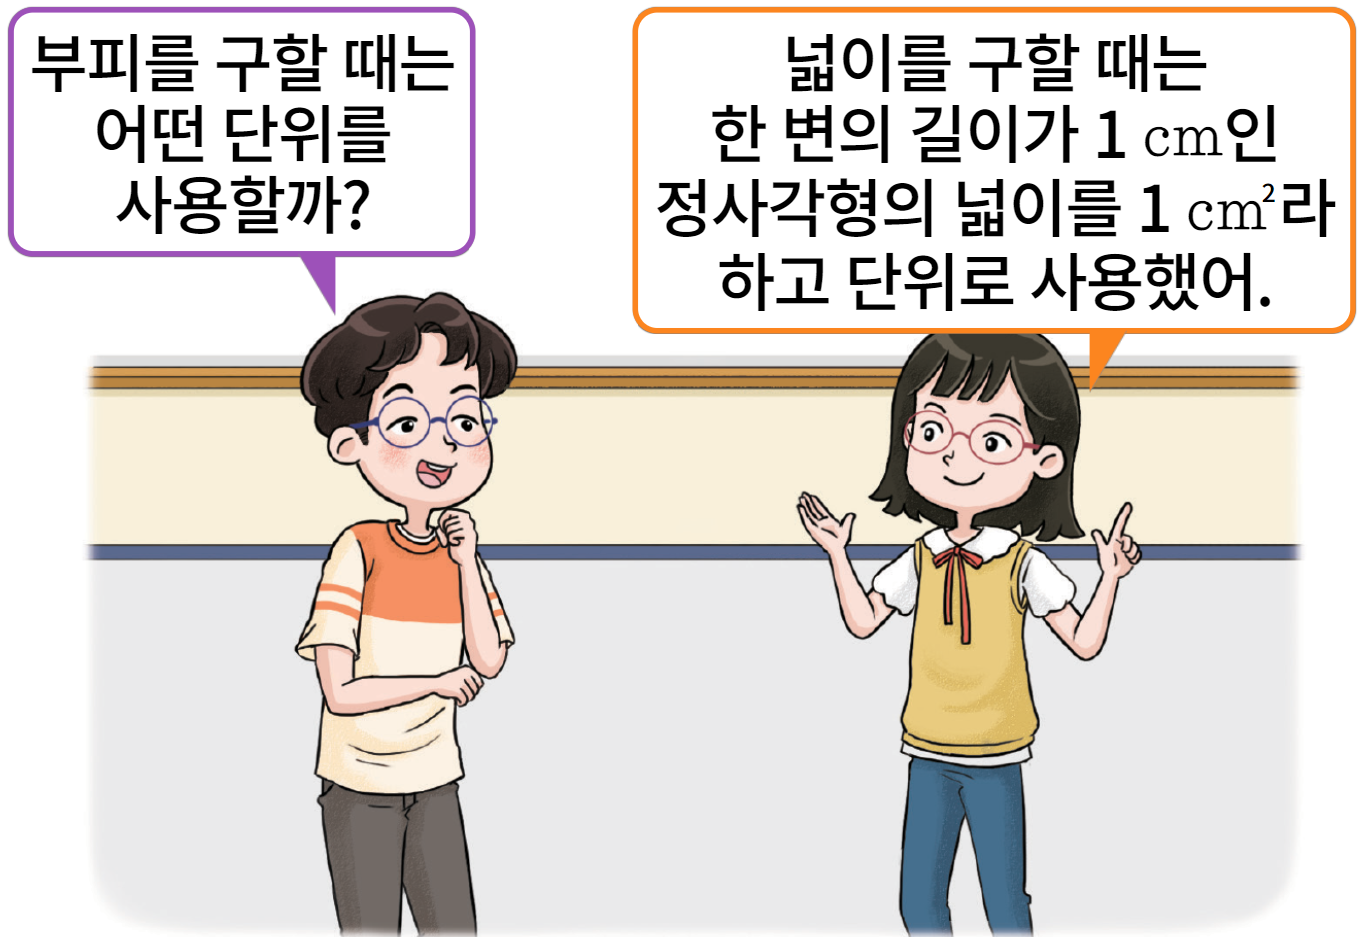 부피를 구할 때는
어떤 단위를
사용할까?
넓이를 구할 때는
한 변의 길이가 1 cm인
정사각형의 넓이를 1 cm²라
하고 단위로 사용했어.